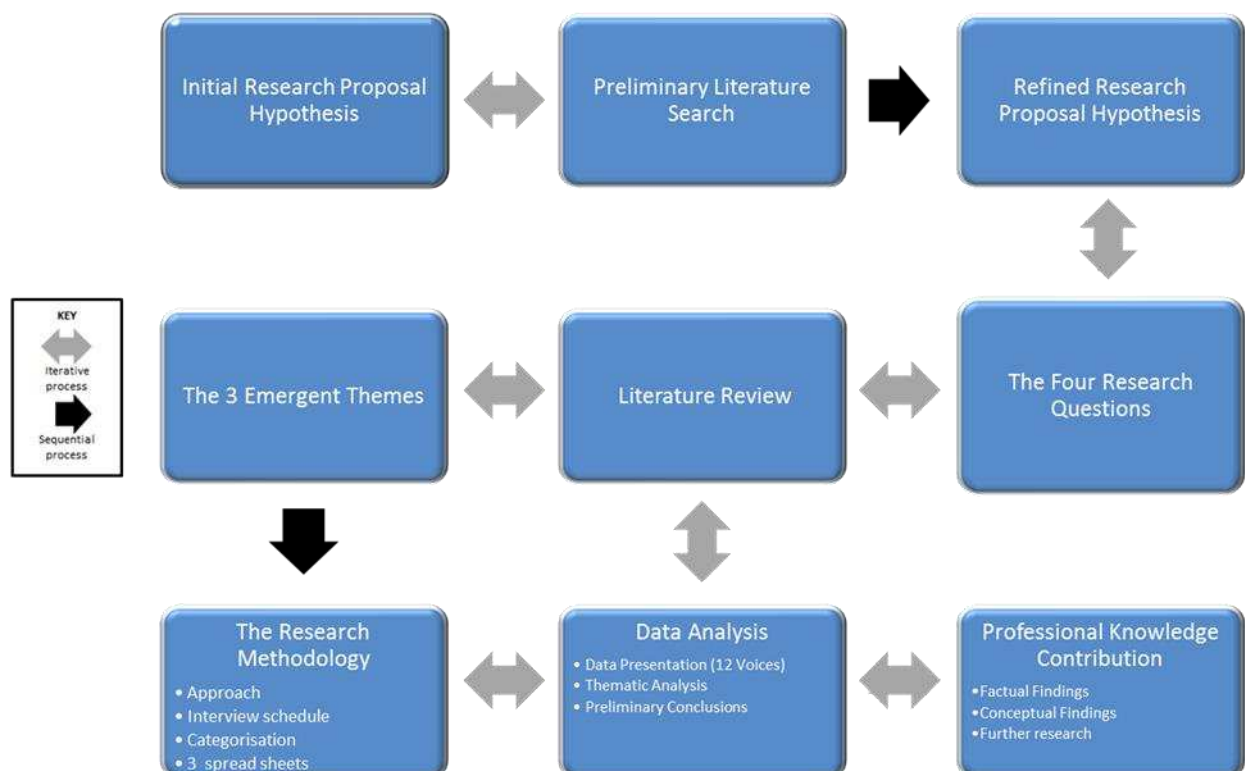 Initial Research Proposal
Hypothesis
Preliminary Literature
Search
Refined Research
Proposal Hypothesis
KEY
Iterative
process
Sequential
process
The 3 Emergent Themes
Literature Review
The Four Research
Questions
The Research
Methodology
• Approach
• Interview schedule
• Categorisation
• 3 spread sheets
Data Analysis
• Data Presentation (12 Voices)
• Thematic Analysis
• Preliminary Conclusions
Professional Knowledge
Contribution
•Factual Findings
•Conceptual Findings
•Further research